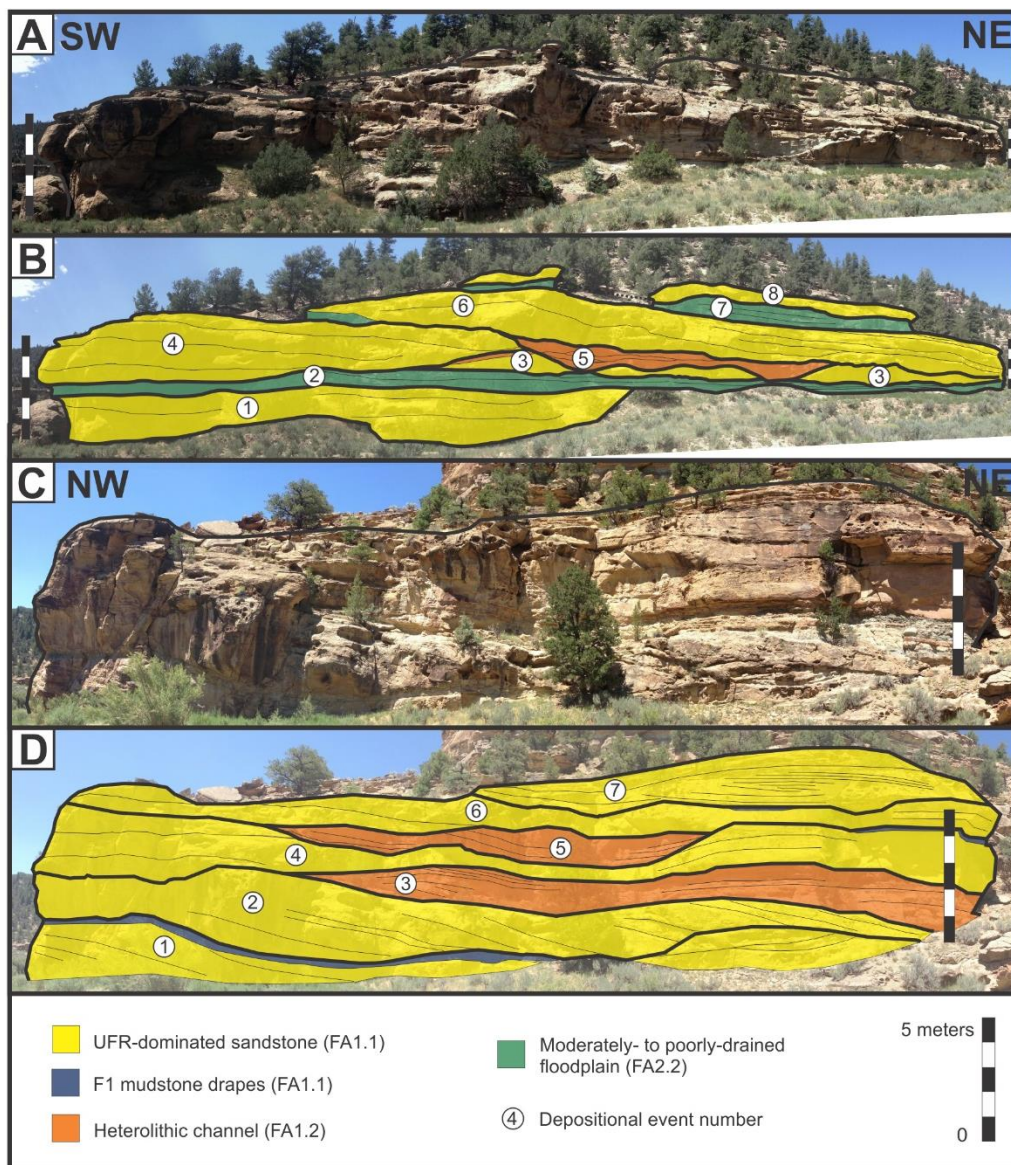 A SW NE
B
6
8
7
4
5
3
3
2
1
C NW NE
D
7
6
5
4
3
2
1
UFR-dominated sandstone (FA1.1)
F1 mudstone drapes (FA1.1)
Heterolithic channel (FA1.2)
Moderately- to poorly-drained
floodplain (FA2.2)
4 Depositional event number
5 meters
0